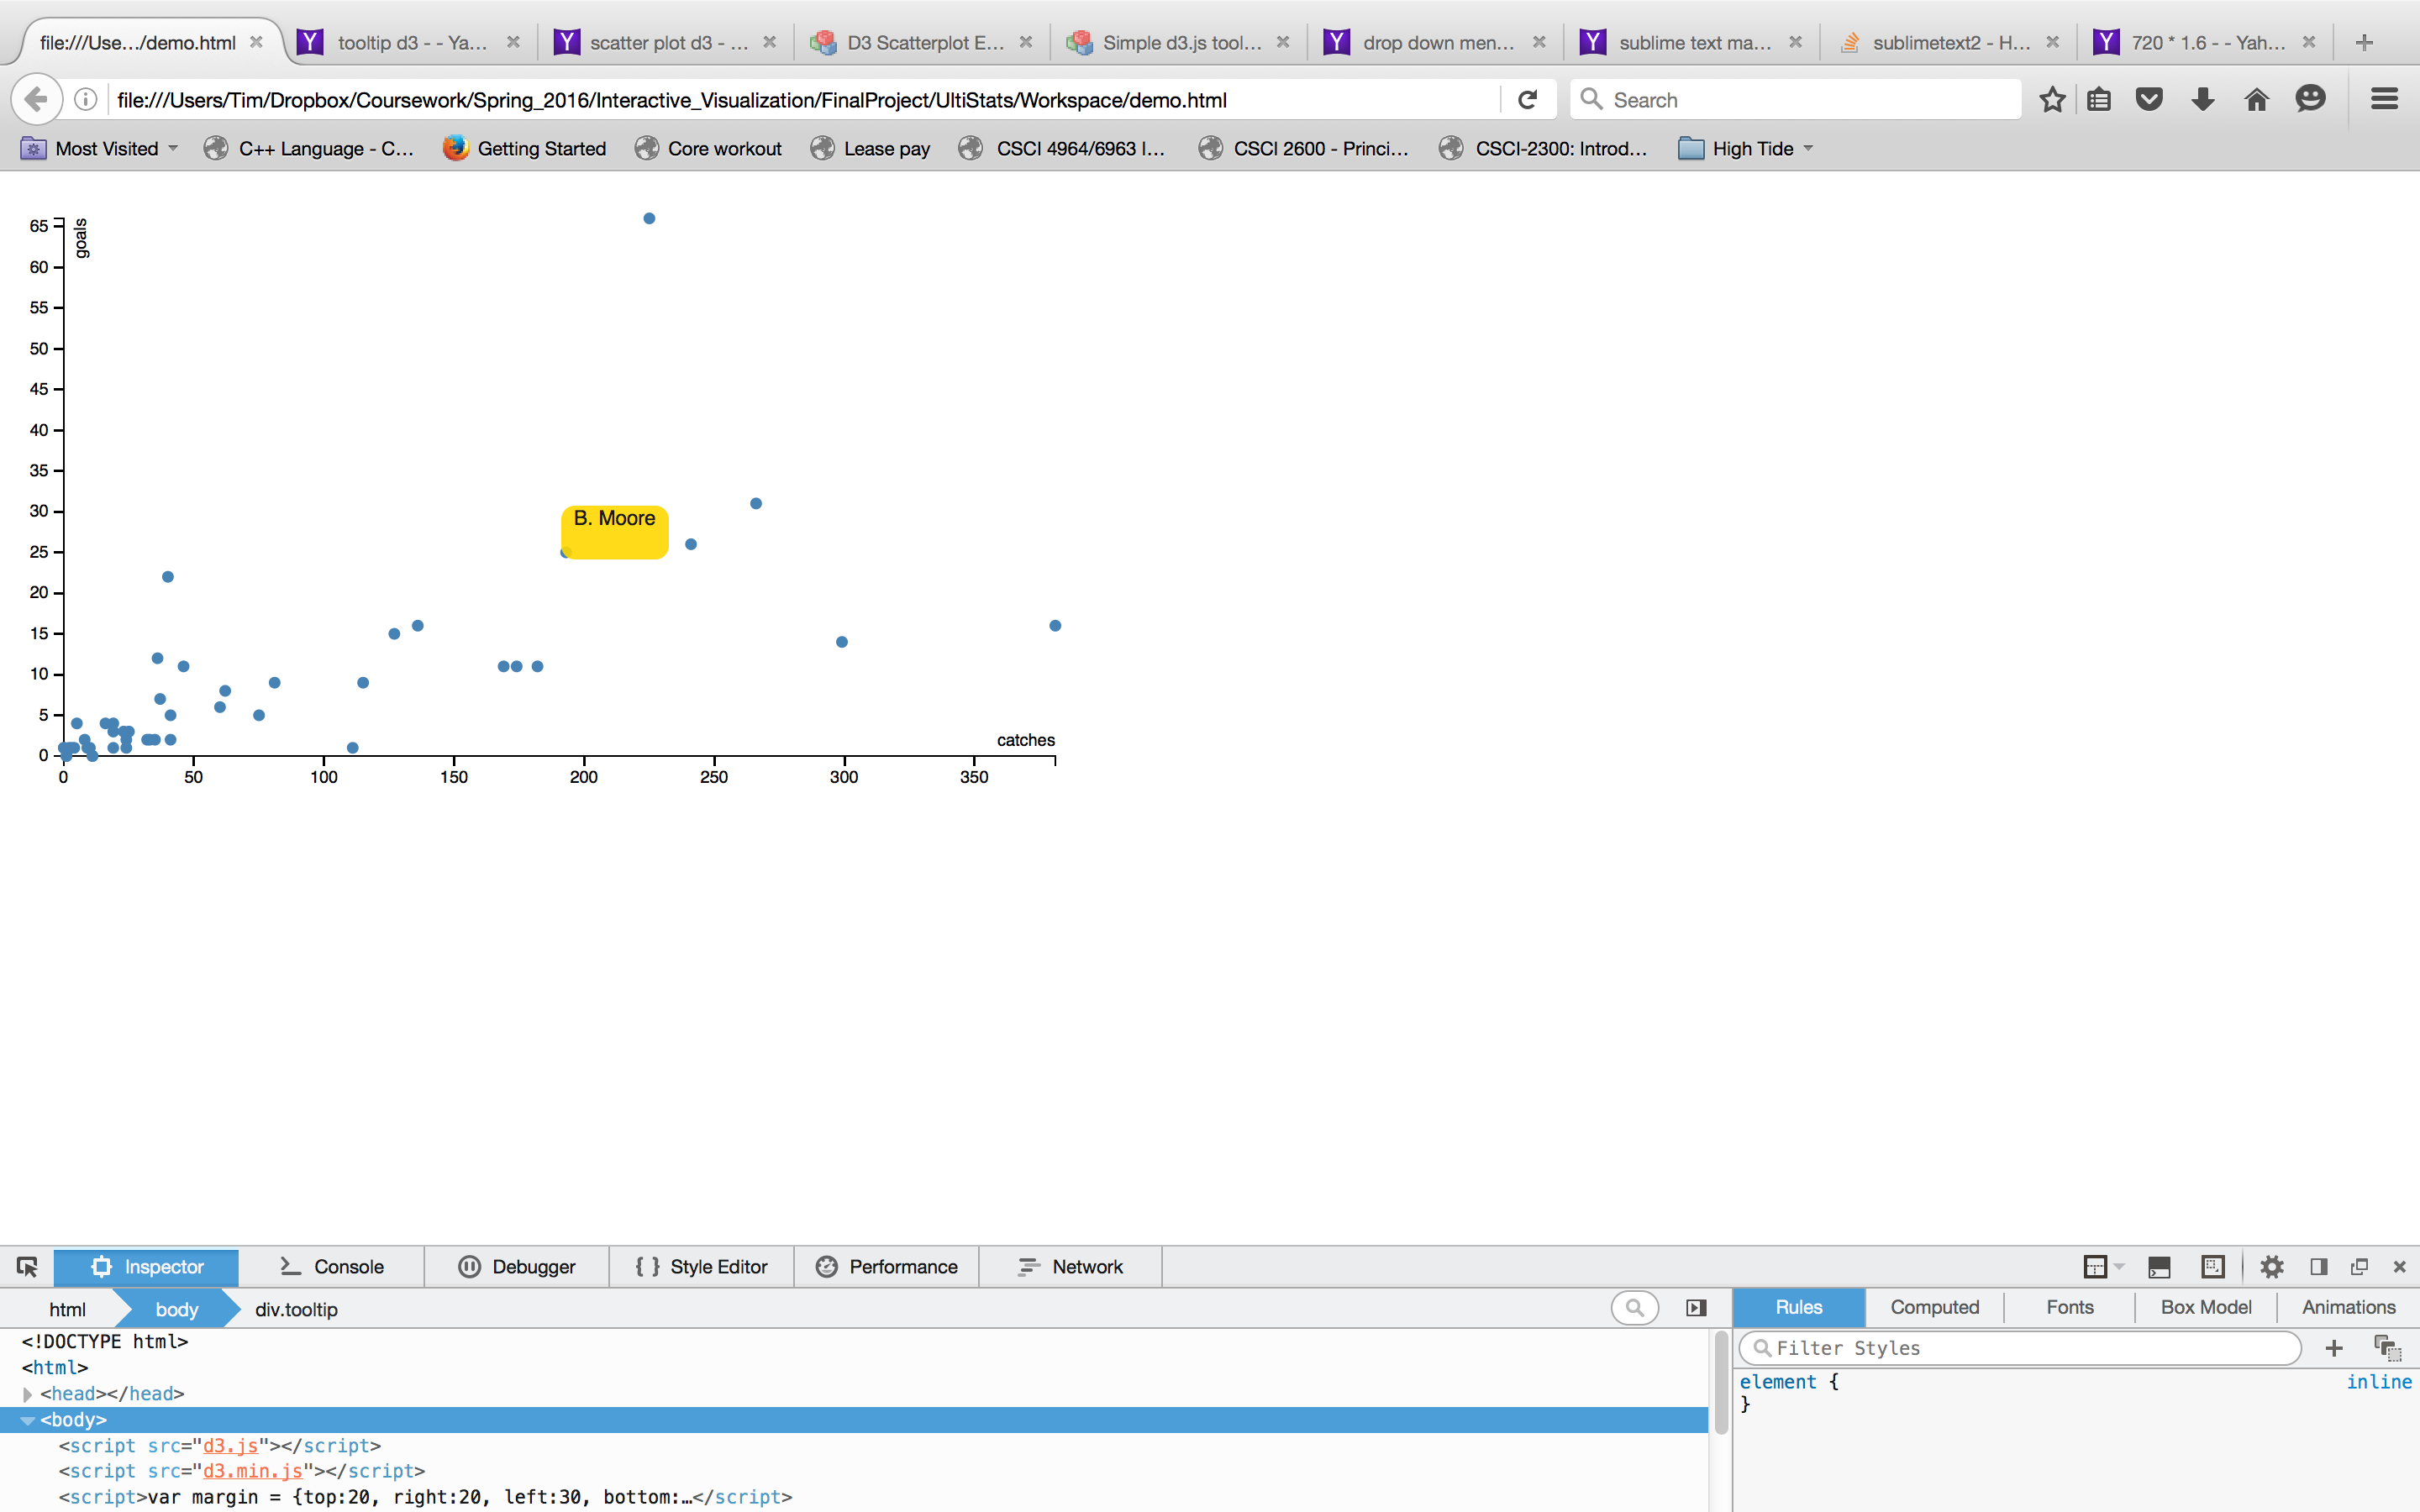 file:///Use.../demo.html
tooltip d3 - - Ya...
scatter plot d3 - ...
D3 Scatterplot E...
Simple d3.js tool...
drop down men...
sublime text ma...
sublimetext2 - H...
720 * 1.6 - - Yah...
file:///Users/Tim/Dropbox/Coursework/Spring_2016/Interactive_Visualization/FinalProject/UltiStats/Workspace/demo.html
Search
Most Visited
C++ Language - C...
Getting Started
Core workout
Lease pay
CSCI 4964/6963 I...
CSCI 2600 - Princi...
CSCI-2300: Introd...
High Tide
goals
65
60
55
50
45
40
35
30
25
20
15
10
5
0
B. Moore
catches
0 50 100 150 200 250 300 350
Inspector
Console
Debugger
{ } Style Editor
Performance
Network
html
body
div.tooltip
Rules
Computed
Fonts
Box Model
Animations
<!DOCTYPE html>
<html>
<head></head>
<body>
<script src="d3.js"></script>
<script src="d3.min.js"></script>
<script>var margin = {top:20, right:20, left:30, bottom:…</script>
Filter Styles
element {
inline
}